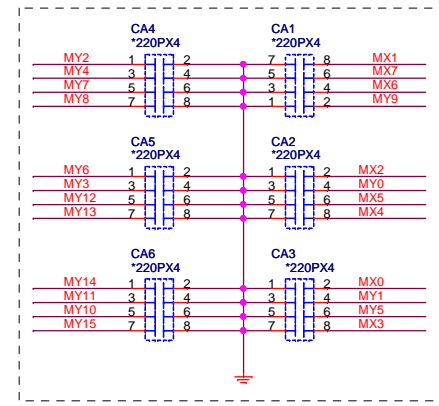 CA4 CA1
*220PX4 *220PX4
MY2 1 2 7 8 MX1
MY4 3 4 5 6 MX7
MY7 5 6 3 4 MX6
MY8 7 8 1 2 MY9
CA5 CA2
*220PX4 *220PX4
MY6 1 2 1 2 MX2
MY3 3 4 3 4 MY0
MY12 5 6 5 6 MX5
MY13 7 8 7 8 MX4
CA6 CA3
*220PX4 *220PX4
MY14 1 2 1 2 MX0
MY11 3 4 3 4 MY1
MY10 5 6 5 6 MY5
MY15 7 8 7 8 MX3